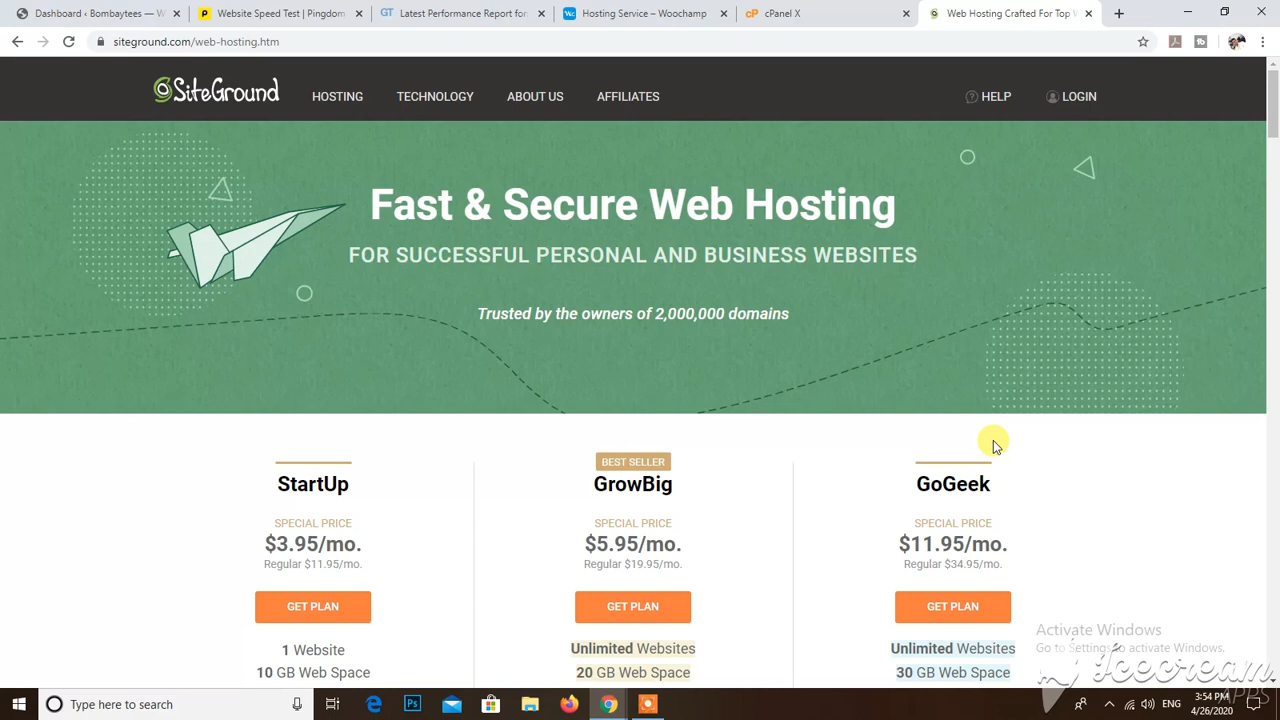 Dashboard ‹ Bombaytees — W
Website Speed Test | Pingdom
GT
Latest Performance Report for
Wc
Hosting Service – Woochamp
cP
cPanel X
Web Hosting Crafted For Top W
siteground.com/web-hosting.htm
SiteGround
HOSTING
TECHNOLOGY
ABOUT US
AFFILIATES
HELP
LOGIN
Fast & Secure Web Hosting
FOR SUCCESSFUL PERSONAL AND BUSINESS WEBSITES
Trusted by the owners of 2,000,000 domains
StartUp
SPECIAL PRICE
$3.95/mo.
Regular $11.95/mo.
GET PLAN
1 Website
10 GB Web Space
BEST SELLER
GrowBig
SPECIAL PRICE
$5.95/mo.
Regular $19.95/mo.
GET PLAN
Unlimited Websites
20 GB Web Space
GoGeek
SPECIAL PRICE
$11.95/mo.
Regular $34.95/mo.
GET PLAN
Unlimited Websites
30 GB Web Space
Activate Windows
Go to Settings to activate Windows.
Icecream
APPS
Type here to search
Ps
ENG
3:54 PM
4/26/2020